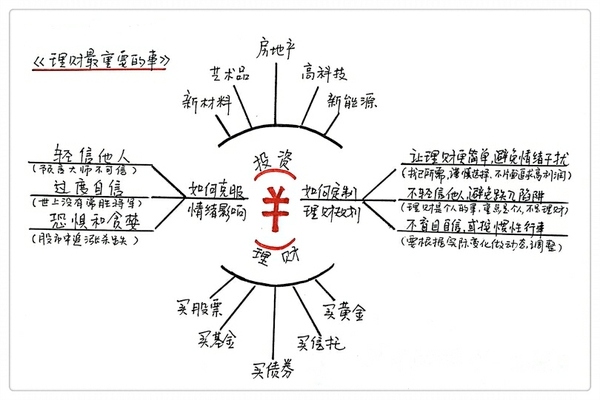 《理财最重要的事》
房地产
艺术品
高科技
新材料
新能源
投资
¥
理财
如何克服
情绪影响
轻信他人
(预言大师不可信)
过度自信
(世上没有常胜将军)
恐惧和贪婪
(股市中追涨杀跌)
如何定制
理财规划
让理财更简单,避免情绪干扰
(找己所需,谨慎选择,不片面追求高利润)
不轻信他人,避免跌入陷阱
(理财是个人的事,重点是个人,不是理财)
不盲目自信,或按惯性行事
(要根据实际变化做动态调整)
买股票
买黄金
买基金
买信托
买债券